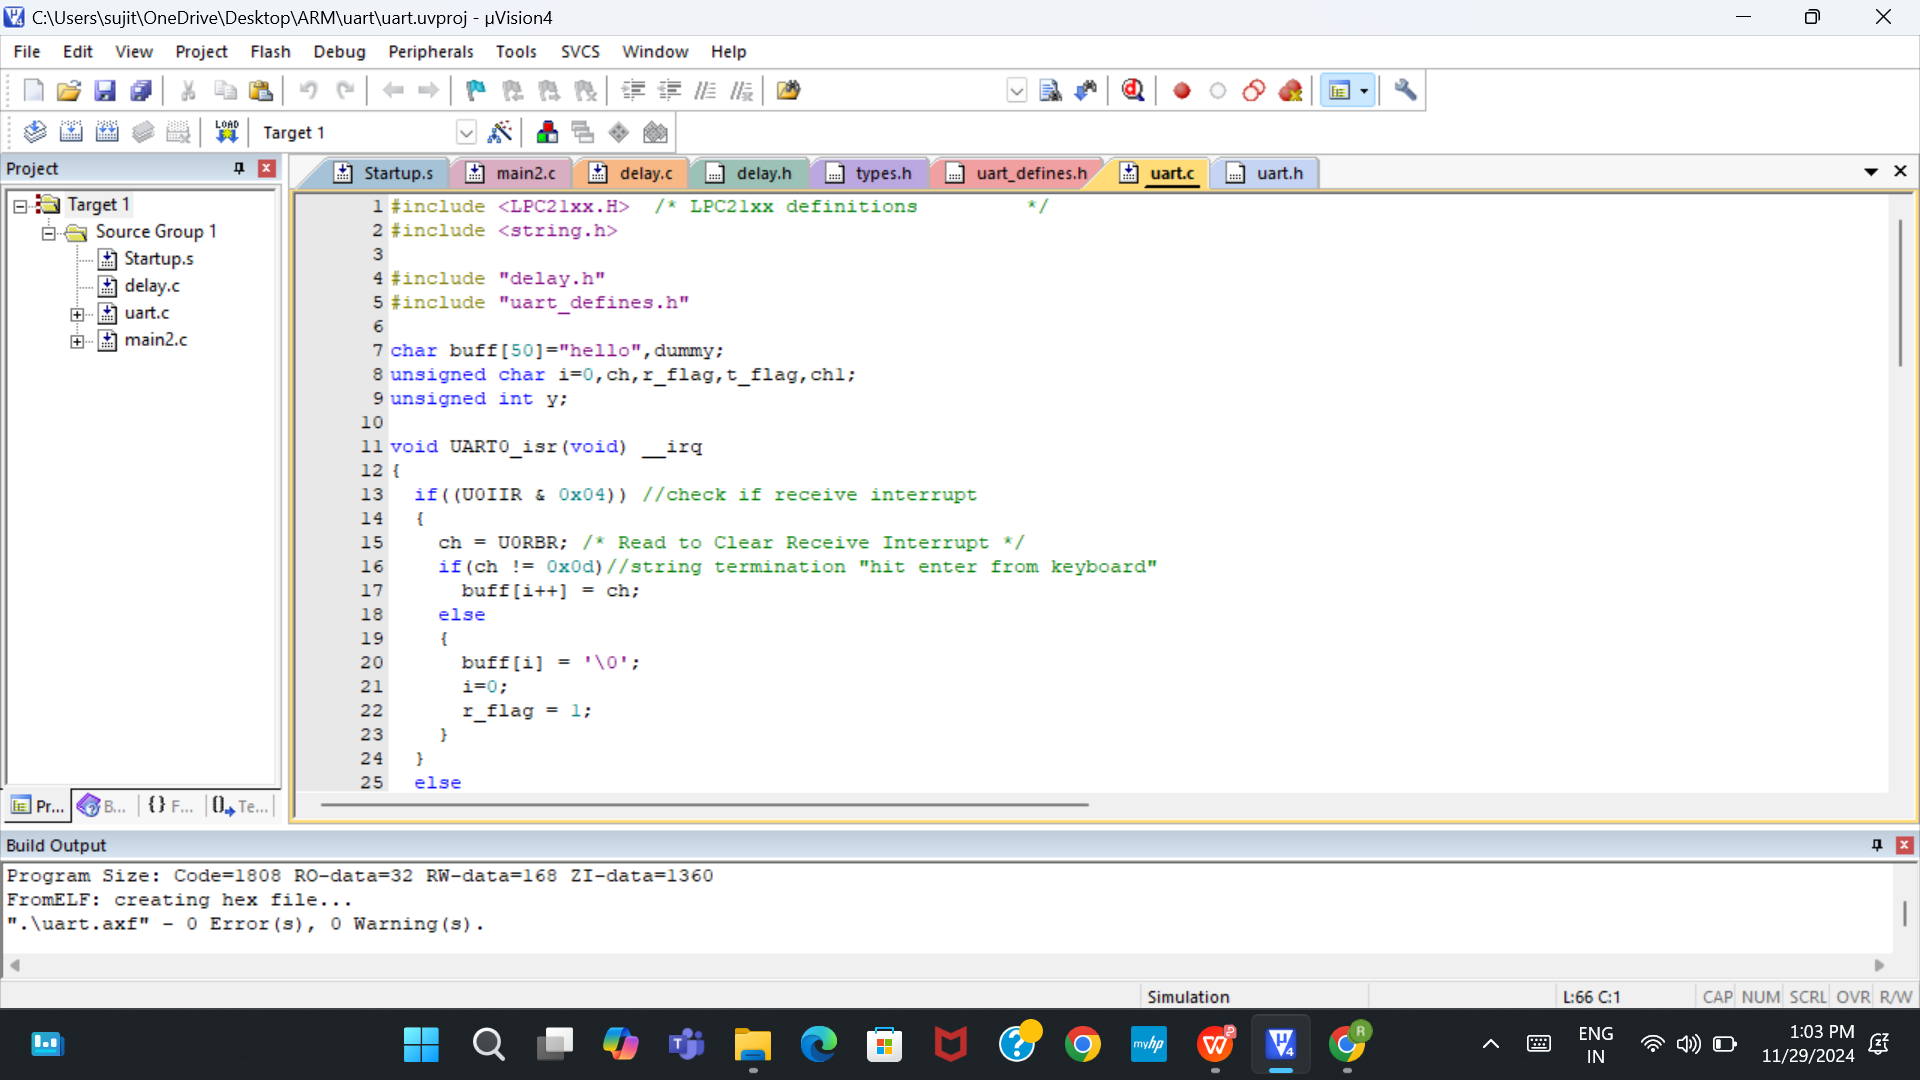 C:\Users\sujit\OneDrive\Desktop\ARM\uart\uart.uvproj - µVision4
File Edit View Project Flash Debug Peripherals Tools SVCS Window Help
LOAD Target 1
Project
Startup.s main2.c delay.c delay.h types.h uart_defines.h uart.c uart.h
Target 1
Source Group 1
Startup.s
delay.c
uart.c
main2.c
1 #include <LPC21xx.H>  /* LPC21xx definitions         */
2 #include <string.h>
3
4 #include "delay.h"
5 #include "uart_defines.h"
6
7 char buff[50]="hello",dummy;
8 unsigned char i=0,ch,r_flag,t_flag,ch1;
9 unsigned int y;
10
11 void UART0_isr(void) __irq
12 {
13   if((U0IIR & 0x04)) //check if receive interrupt
14   {
15     ch = U0RBR; /* Read to Clear Receive Interrupt */
16     if(ch != 0x0d)//string termination "hit enter from keyboard"
17       buff[i++] = ch;
18     else
19     {
20       buff[i] = '\0';
21       i=0;
22       r_flag = 1;
23     }
24   }
25   else
Pr... B... {} F... 0 Te...
Build Output
Program Size: Code=1808 RO-data=32 RW-data=168 ZI-data=1360
FromELF: creating hex file...
".\uart.axf" - 0 Error(s), 0 Warning(s).
Simulation L:66 C:1 CAP NUM SCRL OVR R/W
myhp
ENG
IN
1:03 PM
11/29/2024